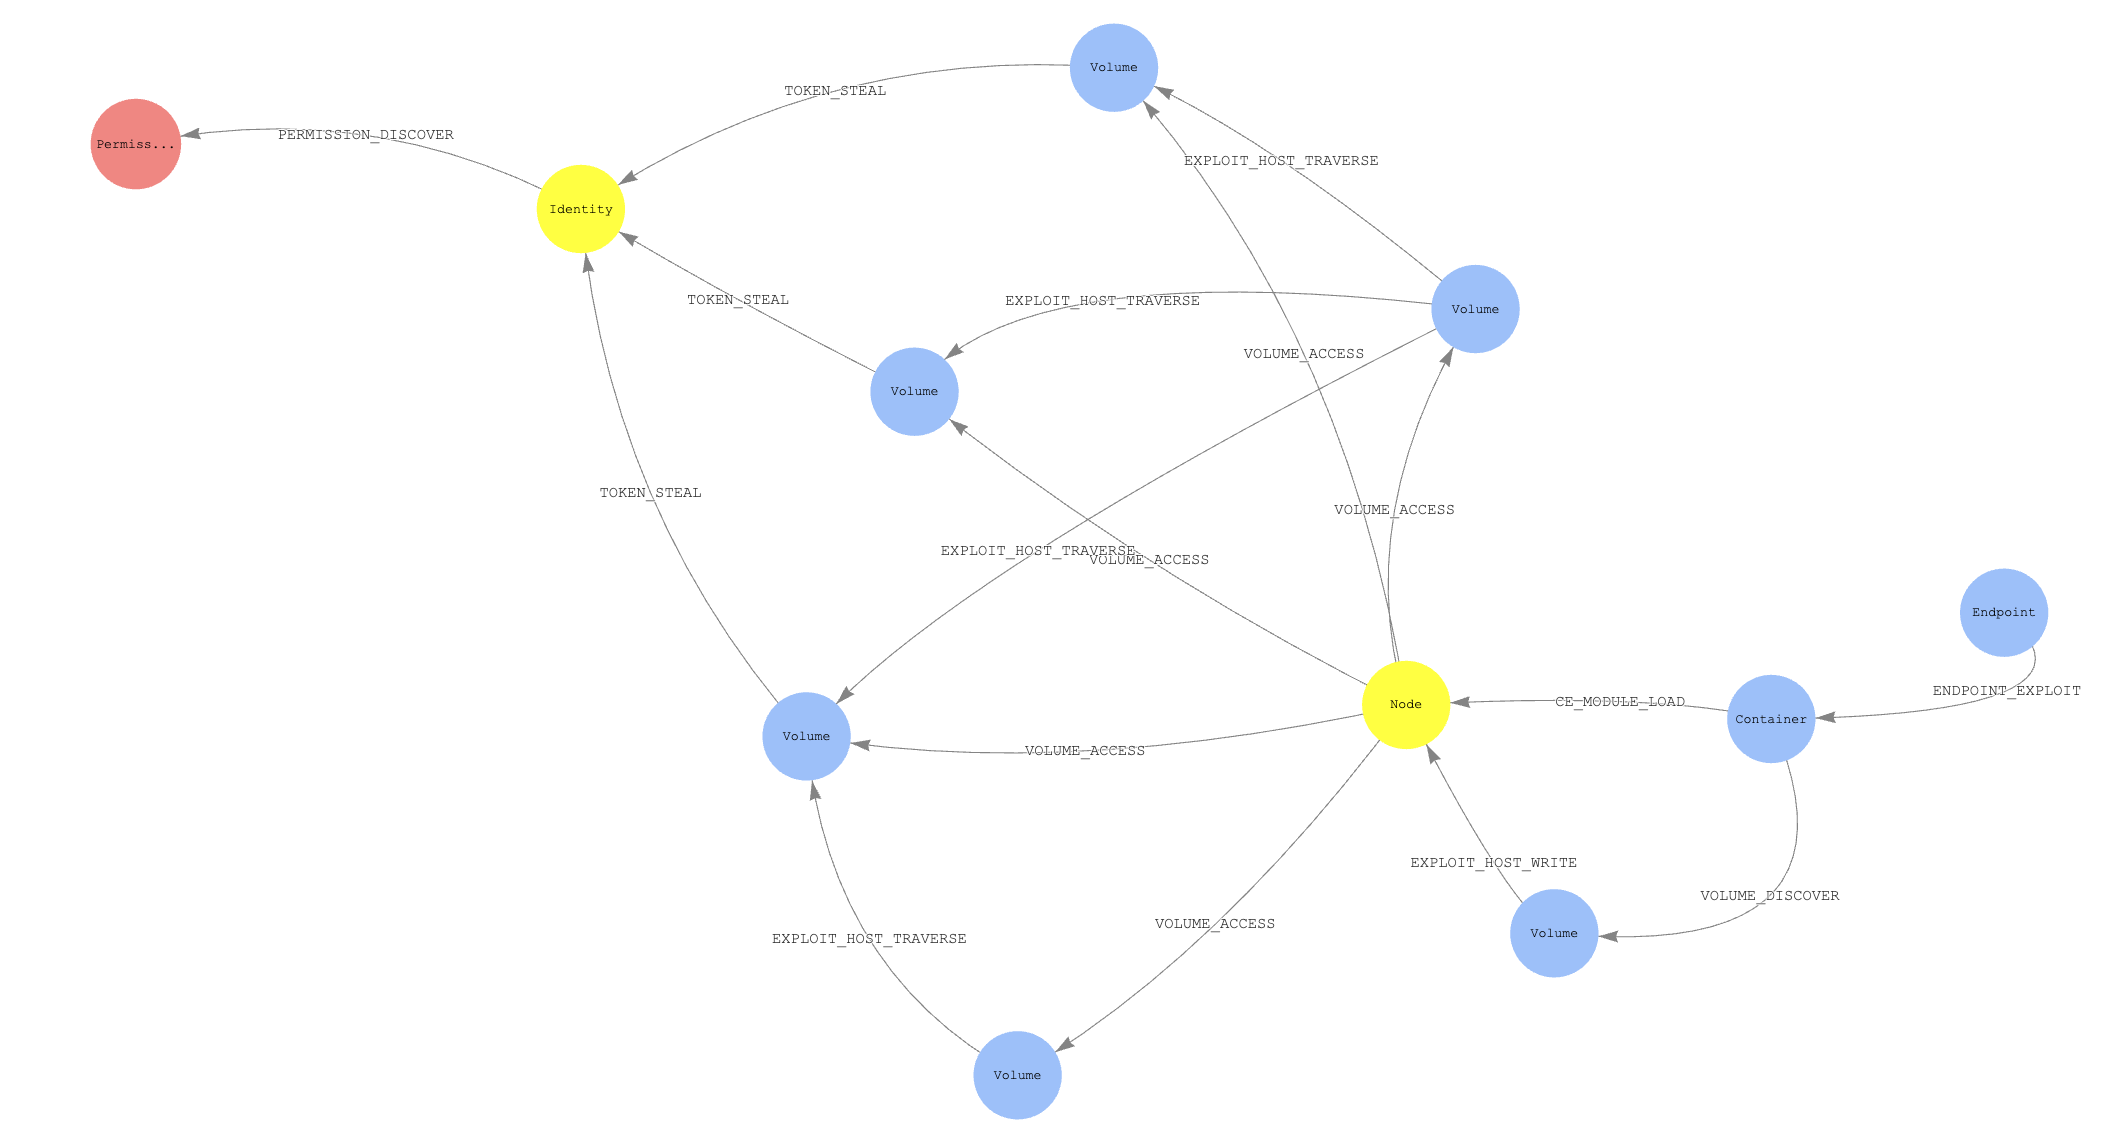 Volume
TOKEN_STEAL
PERMISSION_DISCOVER
Permiss...
EXPLOIT_HOST_TRAVERSE
Identity
TOKEN_STEAL
EXPLOIT_HOST_TRAVERSE
Volume
VOLUME_ACCESS
Volume
TOKEN_STEAL
VOLUME_ACCESS
EXPLOIT_HOST_TRAVERSE
VOLUME_ACCESS
Endpoint
ENDPOINT_EXPLOIT
CE_MODULE_LOAD
Node
Container
Volume
VOLUME_ACCESS
EXPLOIT_HOST_WRITE
VOLUME_DISCOVER
VOLUME_ACCESS
Volume
EXPLOIT_HOST_TRAVERSE
Volume